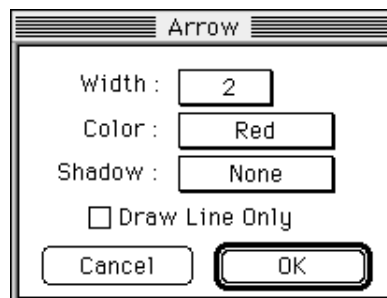 Arrow
Width : 2
Color : Red
Shadow : None
Draw Line Only
Cancel OK